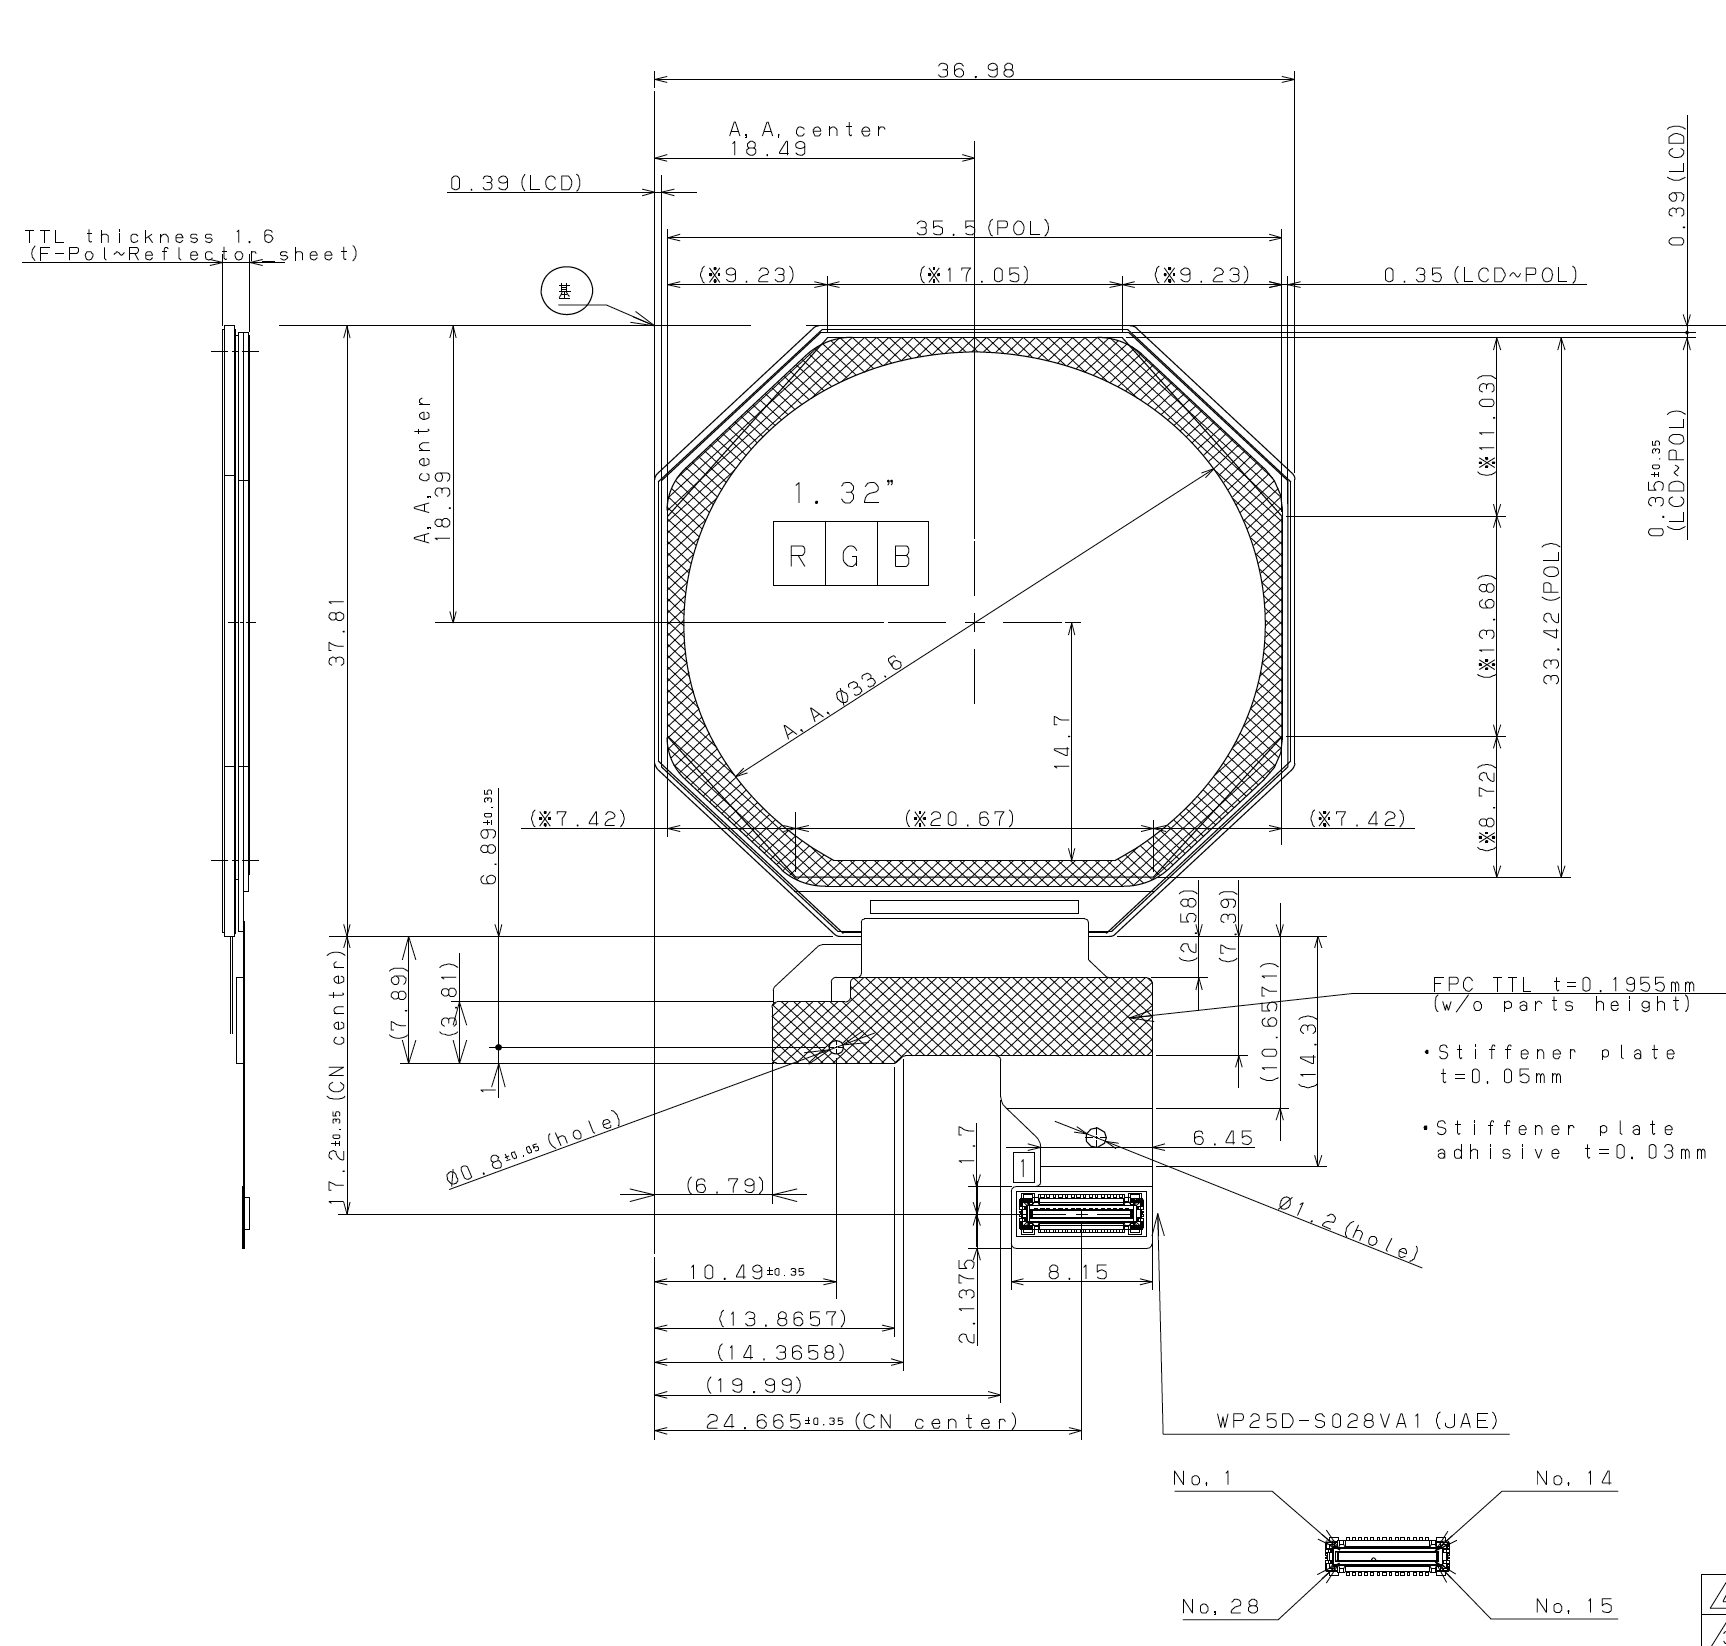 36.98
A, A, center
18.49
0.39(LCD)
0.39(LCD)
TTL thickness 1.6
(F-Pol~Reflector sheet)
35.5(POL)
(※9.23)
(※17.05)
(※9.23)
0.35(LCD~POL)
基
A, A, center
18.39
(※11.03)
0.35±0.35
(LCD~POL)
1. 32”
R G B
37.81
(※13.68)
33.42(POL)
A, A, Ø33.6
14.7
(※7.42)
(※20.67)
(※7.42)
(※8.72)
6.89±0.35
(2.58)
(7.39)
17.2±0.35(CN center)
(7.89)
(3.81)
1
(10.6571)
(14.3)
FPC TTL t=0.1955mm
(w/o parts height)
・Stiffener plate
t=0.05mm
・Stiffener plate
adhisive t=0.03mm
Ø0.8±0.05(hole)
1.7
6.45
1
(6.79)
Ø1.2(hole)
10.49±0.35
8.15
2.1375
(13.8657)
(14.3658)
(19.99)
24.665±0.35(CN center)
WP25D-S028VA1(JAE)
No, 1
No, 14
No, 28
No, 15